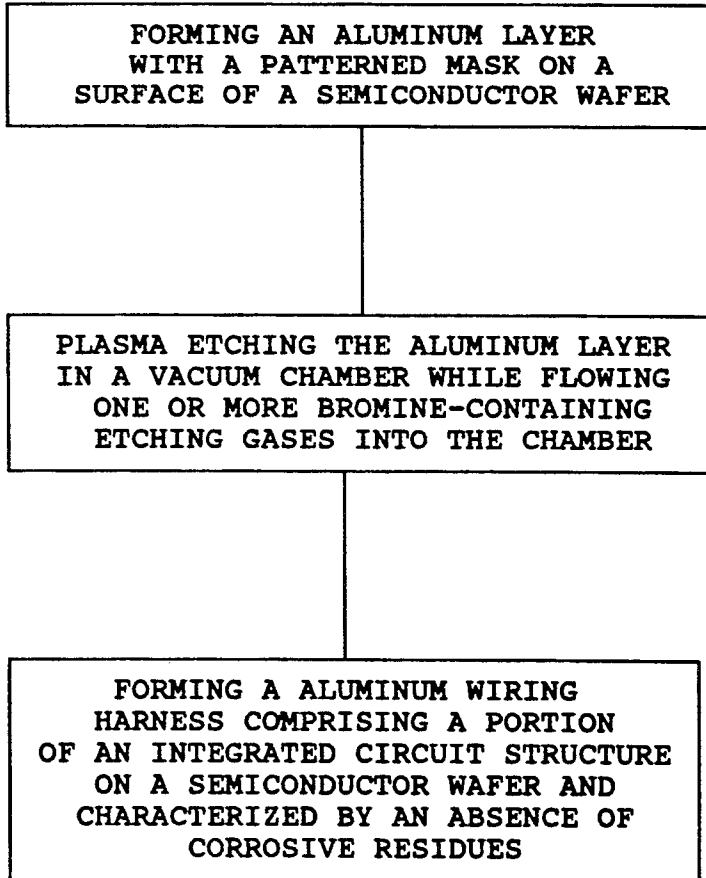 FORMING AN ALUMINUM LAYER
WITH A PATTERNED MASK ON A
SURFACE OF A SEMICONDUCTOR WAFER
PLASMA ETCHING THE ALUMINUM LAYER
IN A VACUUM CHAMBER WHILE FLOWING
ONE OR MORE BROMINE-CONTAINING
ETCHING GASES INTO THE CHAMBER
FORMING A ALUMINUM WIRING
HARNESS COMPRISING A PORTION
OF AN INTEGRATED CIRCUIT STRUCTURE
ON A SEMICONDUCTOR WAFER AND
CHARACTERIZED BY AN ABSENCE OF
CORROSIVE RESIDUES